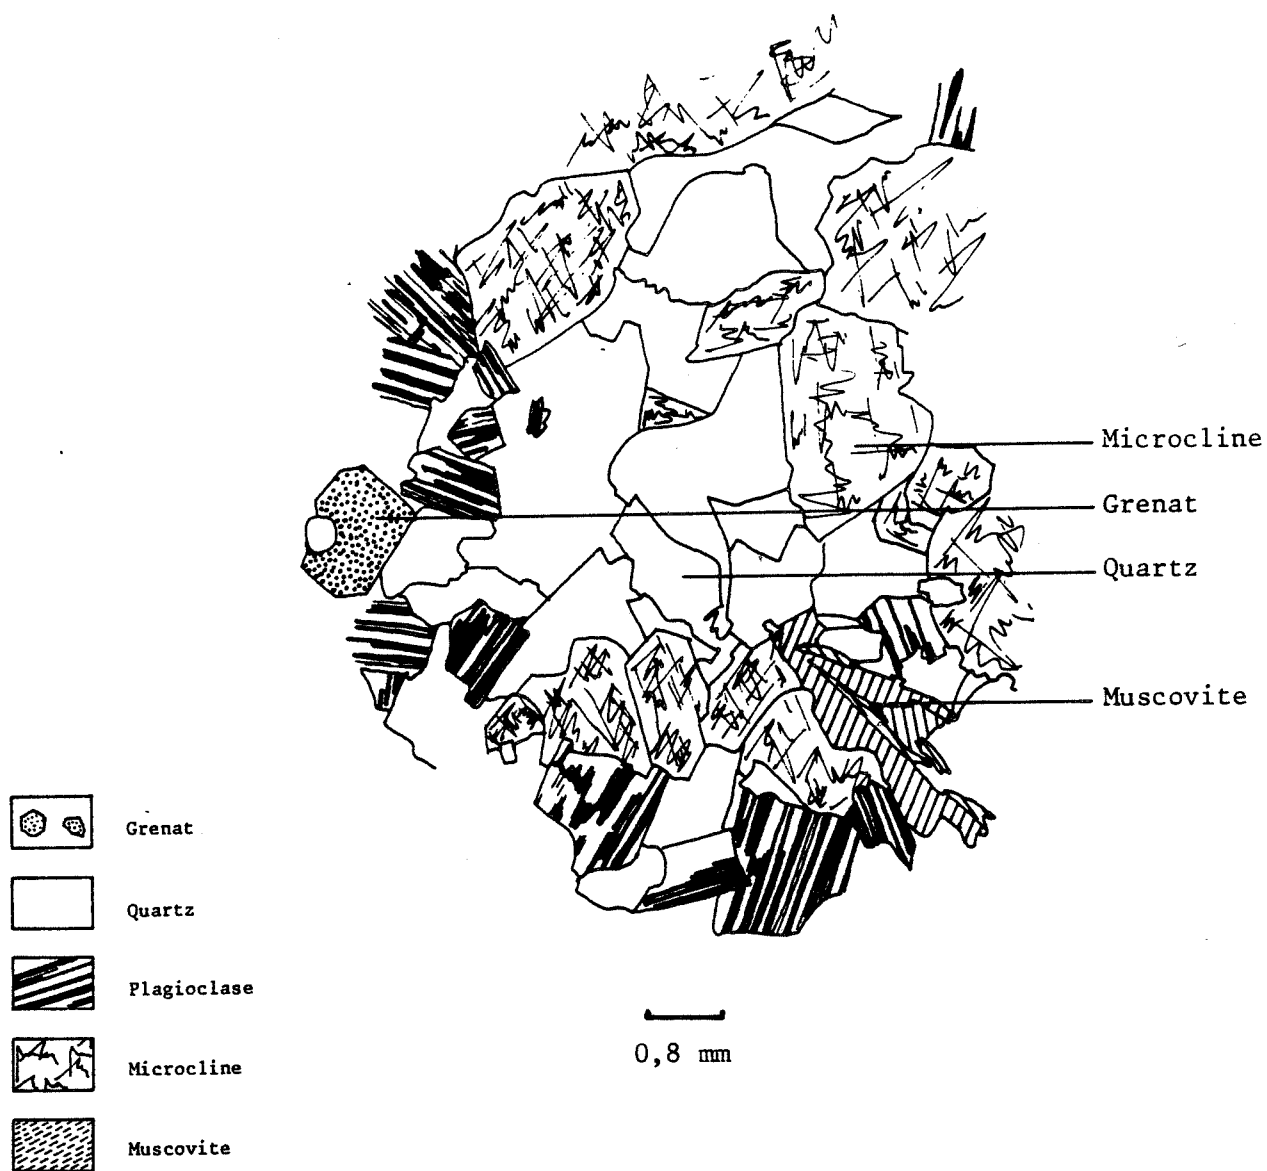 Microcline
Grenat
Quartz
Muscovite
Grenat
Quartz
Plagioclase
Microcline
Muscovite
0,8 mm